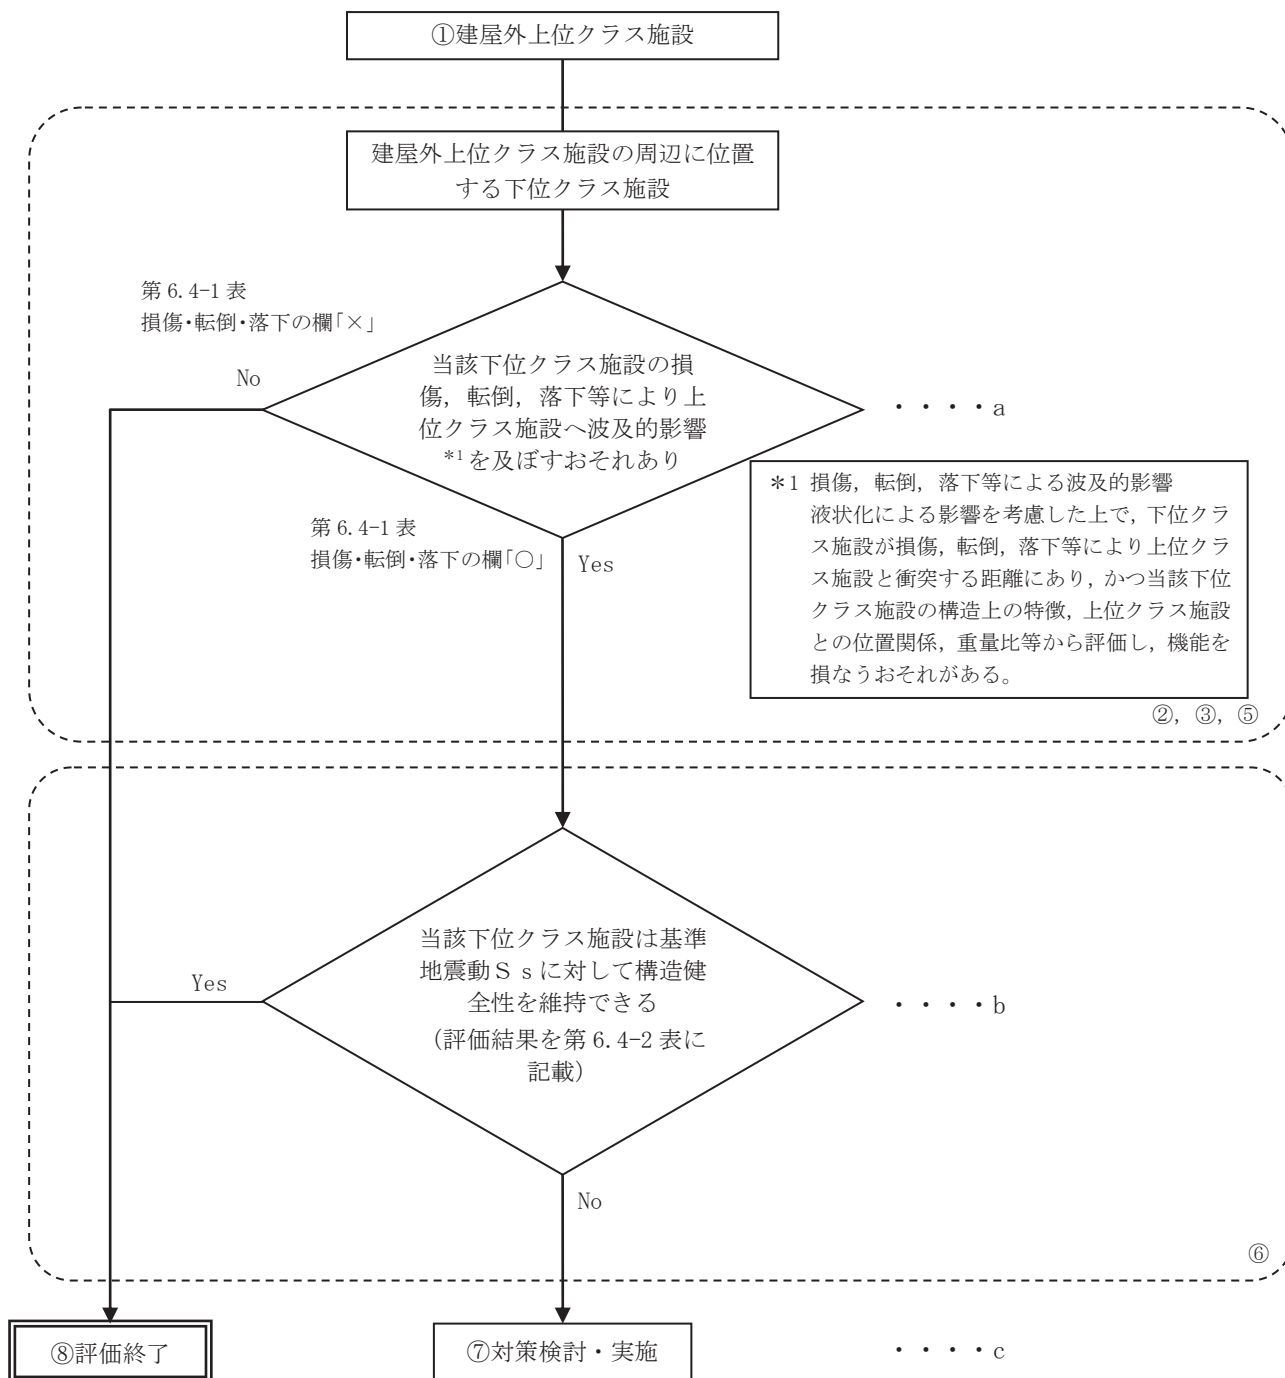 ①建屋外上位クラス施設
建屋外上位クラス施設の周辺に位置
する下位クラス施設
第 6.4-1 表
損傷・転倒・落下の欄「×」
No
当該下位クラス施設の損
傷，転倒，落下等により上
位クラス施設へ波及的影響
*1を及ぼすおそれあり
・・・・a
第 6.4-1 表
損傷・転倒・落下の欄「○」
Yes
＊1 損傷，転倒，落下等による波及的影響
液状化による影響を考慮した上で，下位クラ
ス施設が損傷，転倒，落下等により上位クラ
ス施設と衝突する距離にあり，かつ当該下位
クラス施設の構造上の特徴，上位クラス施設
との位置関係，重量比等から評価し，機能を
損なうおそれがある。
②，③，⑤
当該下位クラス施設は基準
地震動Ｓｓに対して構造健
全性を維持できる
（評価結果を第 6.4-2 表に
記載）
Yes
・・・・b
No
⑥
⑧評価終了
⑦対策検討・実施
・・・・c